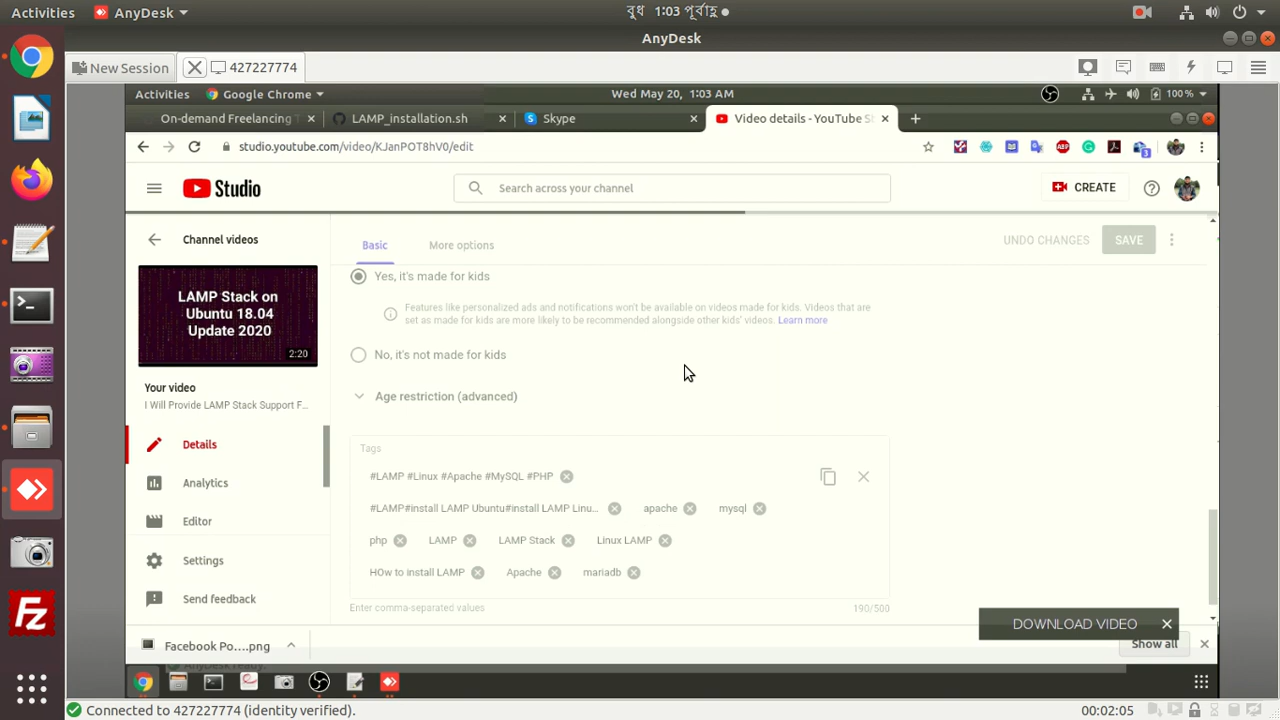 Activities AnyDesk বুধ 1:03 পূর্বাহ্ণ
AnyDesk
New Session 427227774
Activities Google Chrome Wed May 20, 1:03 AM 100 %
On-demand Freelancing T LAMP_installation.sh Skype Video details - YouTube St
studio.youtube.com/video/KJanPOT8hV0/edit
Studio Search across your channel CREATE
Channel videos Basic More options UNDO CHANGES SAVE
Yes, it's made for kids
LAMP Stack on
Ubuntu 18.04
Update 2020
2:20
Features like personalized ads and notifications won't be available on videos made for kids. Videos that
are set as made for kids are more likely to be recommended alongside other kids' videos. Learn more
No, it's not made for kids
Your video
I Will Provide LAMP Stack Support F...
Age restriction (advanced)
Details
Analytics
Editor
Settings
Send feedback
Tags
#LAMP #Linux #Apache #MySQL #PHP
#LAMP#install LAMP Ubuntu#install LAMP Linu... apache mysql
php LAMP LAMP Stack Linux LAMP
HOw to install LAMP Apache mariadb
Enter comma-separated values 190/500
DOWNLOAD VIDEO
Facebook Po....png Show all
Connected to 427227774 (identity verified). 00:02:05